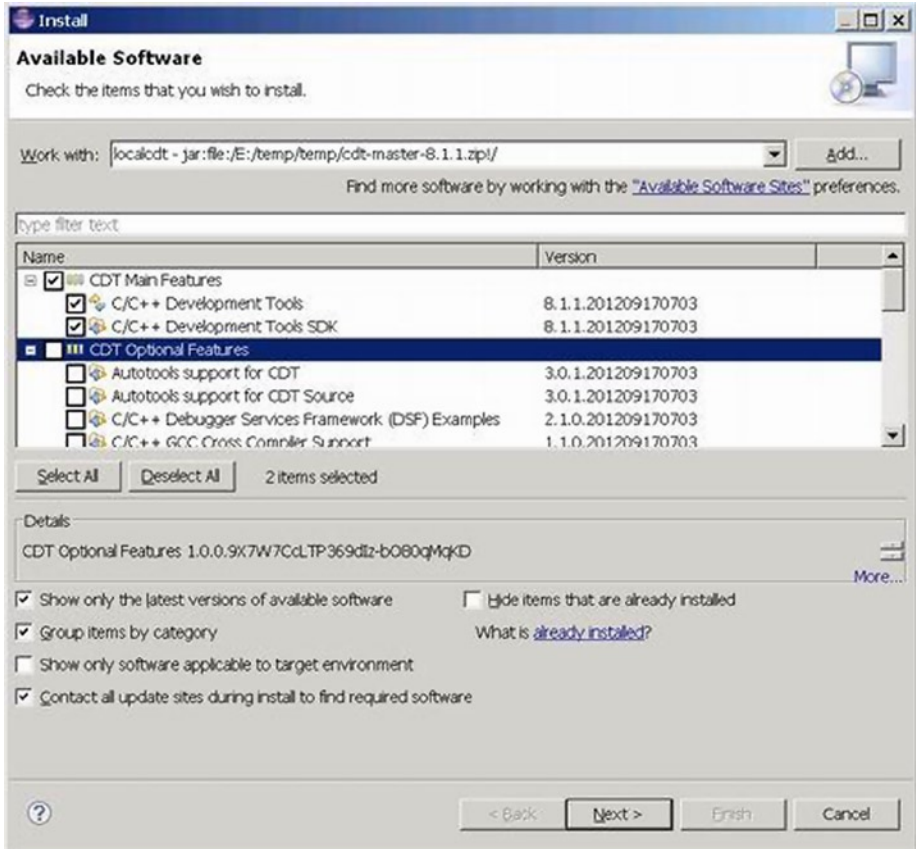 Install
Available Software
Check the items that you wish to install.
Work with: localcdt - jar:file:/E:/temp/temp/cdt-master-8.1.1.zip!/ Add...
Find more software by working with the "Available Software Sites" preferences.
type filter text
Name Version
CDT Main Features
C/C++ Development Tools 8.1.1.201209170703
C/C++ Development Tools SDK 8.1.1.201209170703
CDT Optional Features
Autotools support for CDT 3.0.1.201209170703
Autotools support for CDT Source 3.0.1.201209170703
C/C++ Debugger Services Framework (DSF) Examples 2.1.0.201209170703
C/C++ GCC Cross Compiler Support 1.1.0.201209170703
Select All Deselect All 2 items selected
Details
CDT Optional Features
More...
Show only the latest versions of available software Hide items that are already installed
Group items by category What is already installed?
Show only software applicable to target environment
Contact all update sites during install to find required software
< Back Next > Finish Cancel